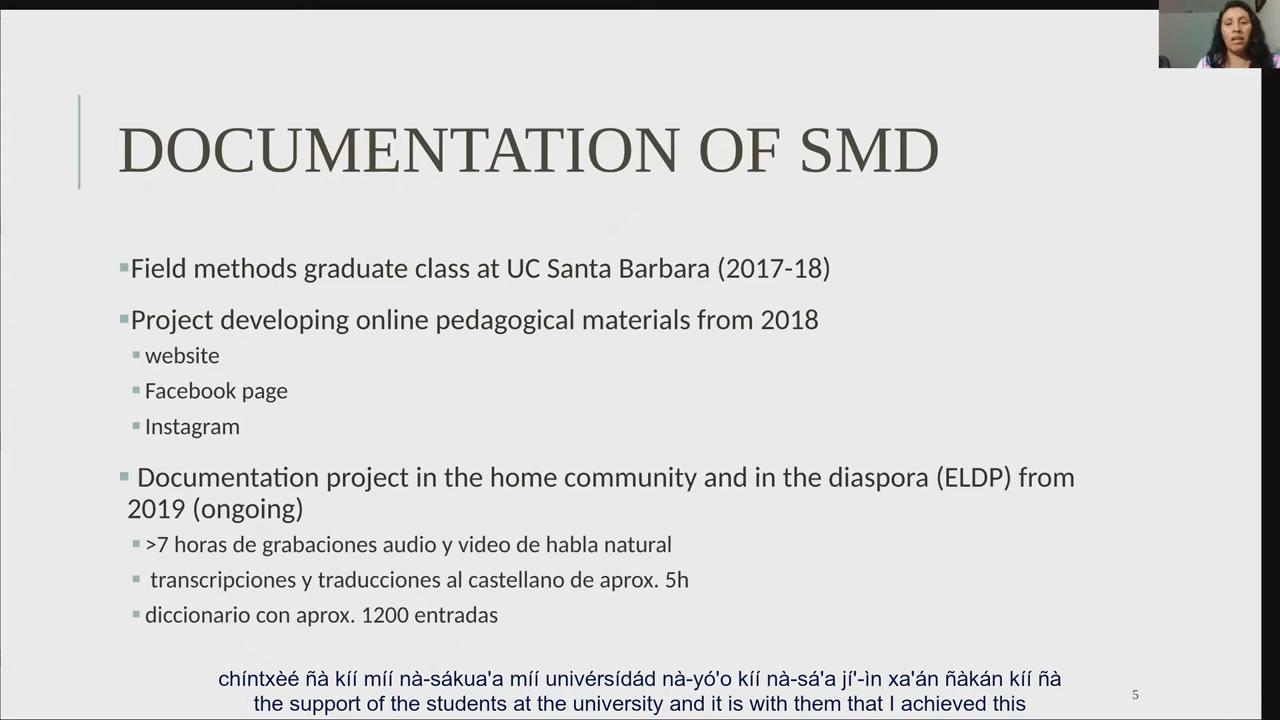 DOCUMENTATION OF SMD
▪Field methods graduate class at UC Santa Barbara (2017-18)
▪Project developing online pedagogical materials from 2018
▪website
▪Facebook page
▪Instagram
▪ Documentation project in the home community and in the diaspora (ELDP) from
2019 (ongoing)
▪>7 horas de grabaciones audio y video de habla natural
▪ transcripciones y traducciones al castellano de aprox. 5h
▪diccionario con aprox. 1200 entradas
chíntxèé ñà kíí míí nà-sákua'a míí univérsídád nà-yó'o kíí nà-sá'a jí'-ìn xa'án ñàkán kíí ñà
the support of the students at the university and it is with them that I achieved this
5